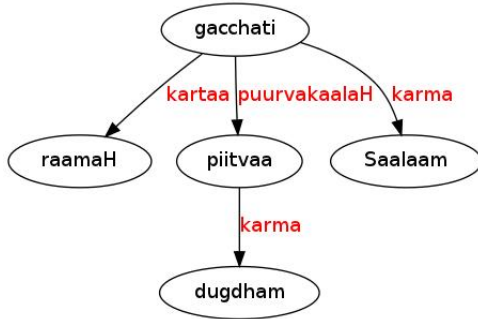 gacchati
kartaa puurvakaalaH karma
raamaH piitvaa Saalaam
karma
dugdham